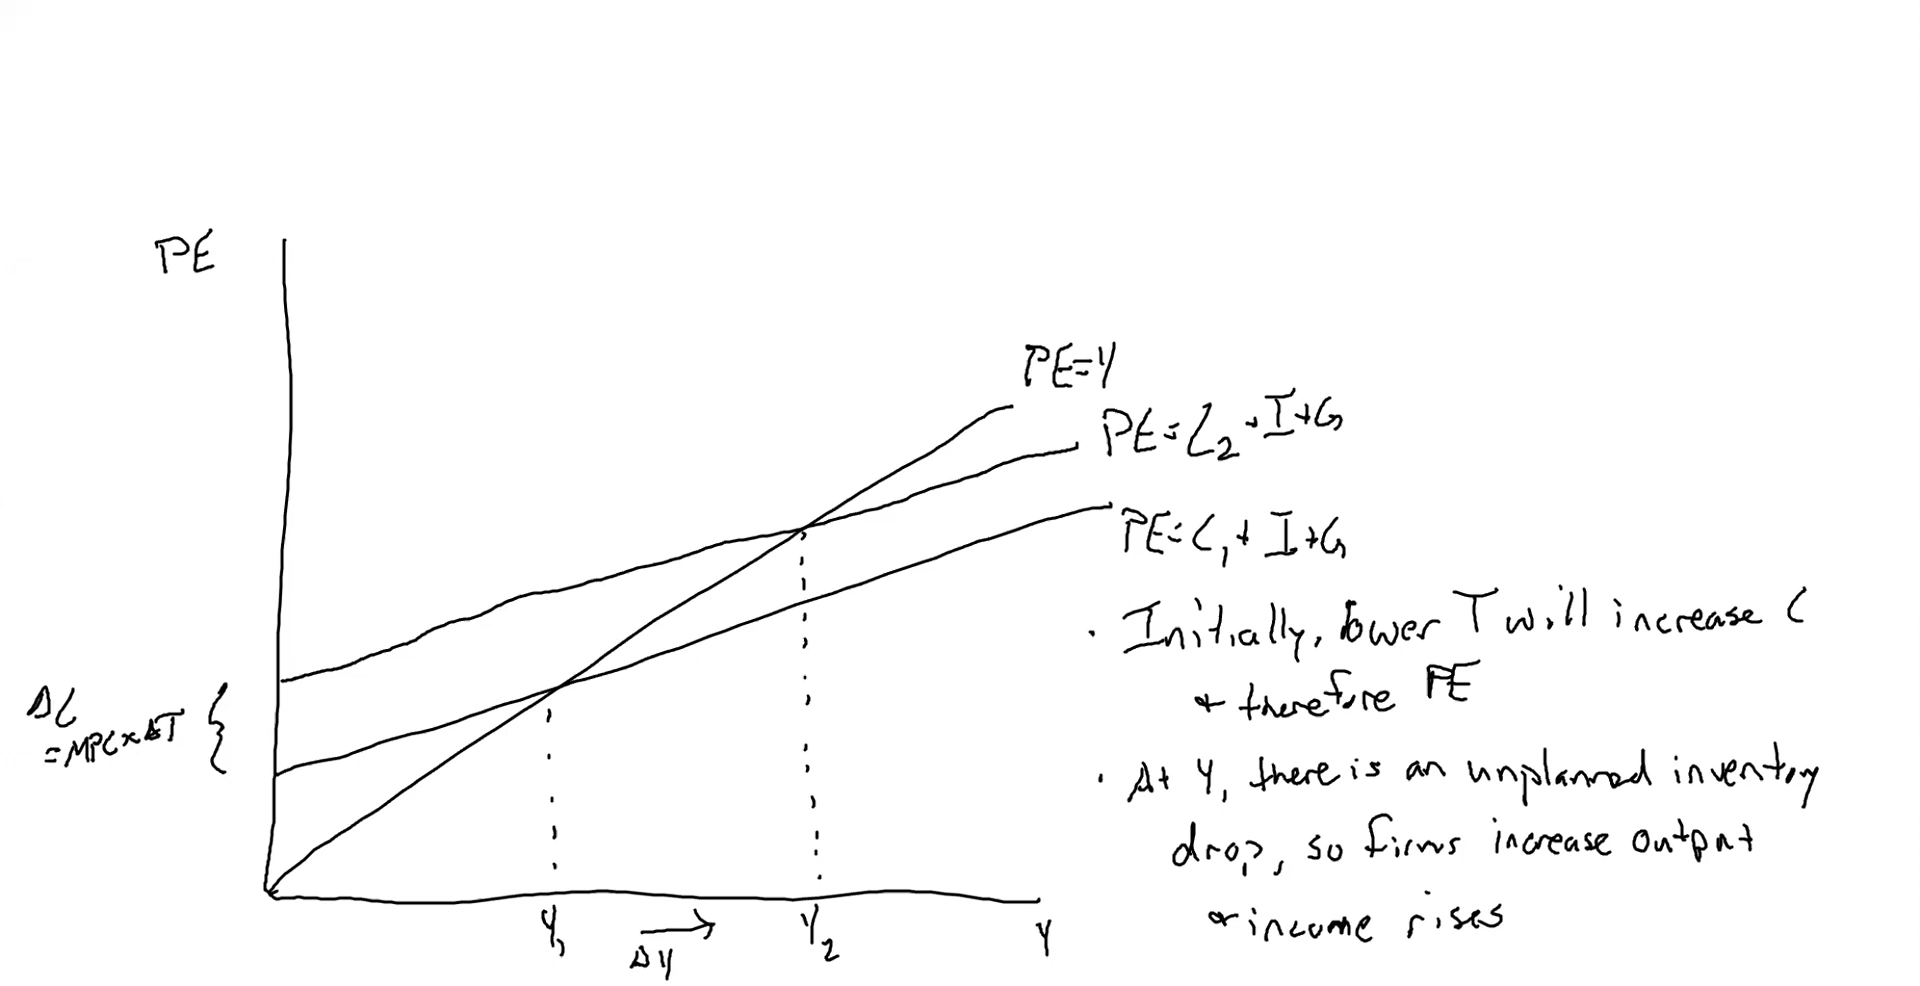 PE
PE=Y
PE=C₂+I+G
PE=C₁+I+G
· Initially, lower T will increase C
+ therefore PE
ΔC
=MPC×ΔT
· At Y₁ there is an unplanned inventory
drop, so firms increase output
+ income rises
Y₁
ΔY
Y₂
Y